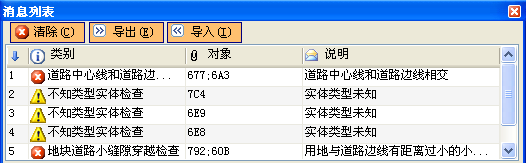 消息列表
清除(C) 导出(E) 导入(I)
类别 对象 说明
1 道路中心线和道路边... 677;6A3 道路中心线和道路边线相交
2 不知类型实体检查 7C4 实体类型未知
3 不知类型实体检查 6E9 实体类型未知
4 不知类型实体检查 6E8 实体类型未知
5 地块道路小缝隙穿越检查 792;60B 用地与道路边线有距离过小的小...